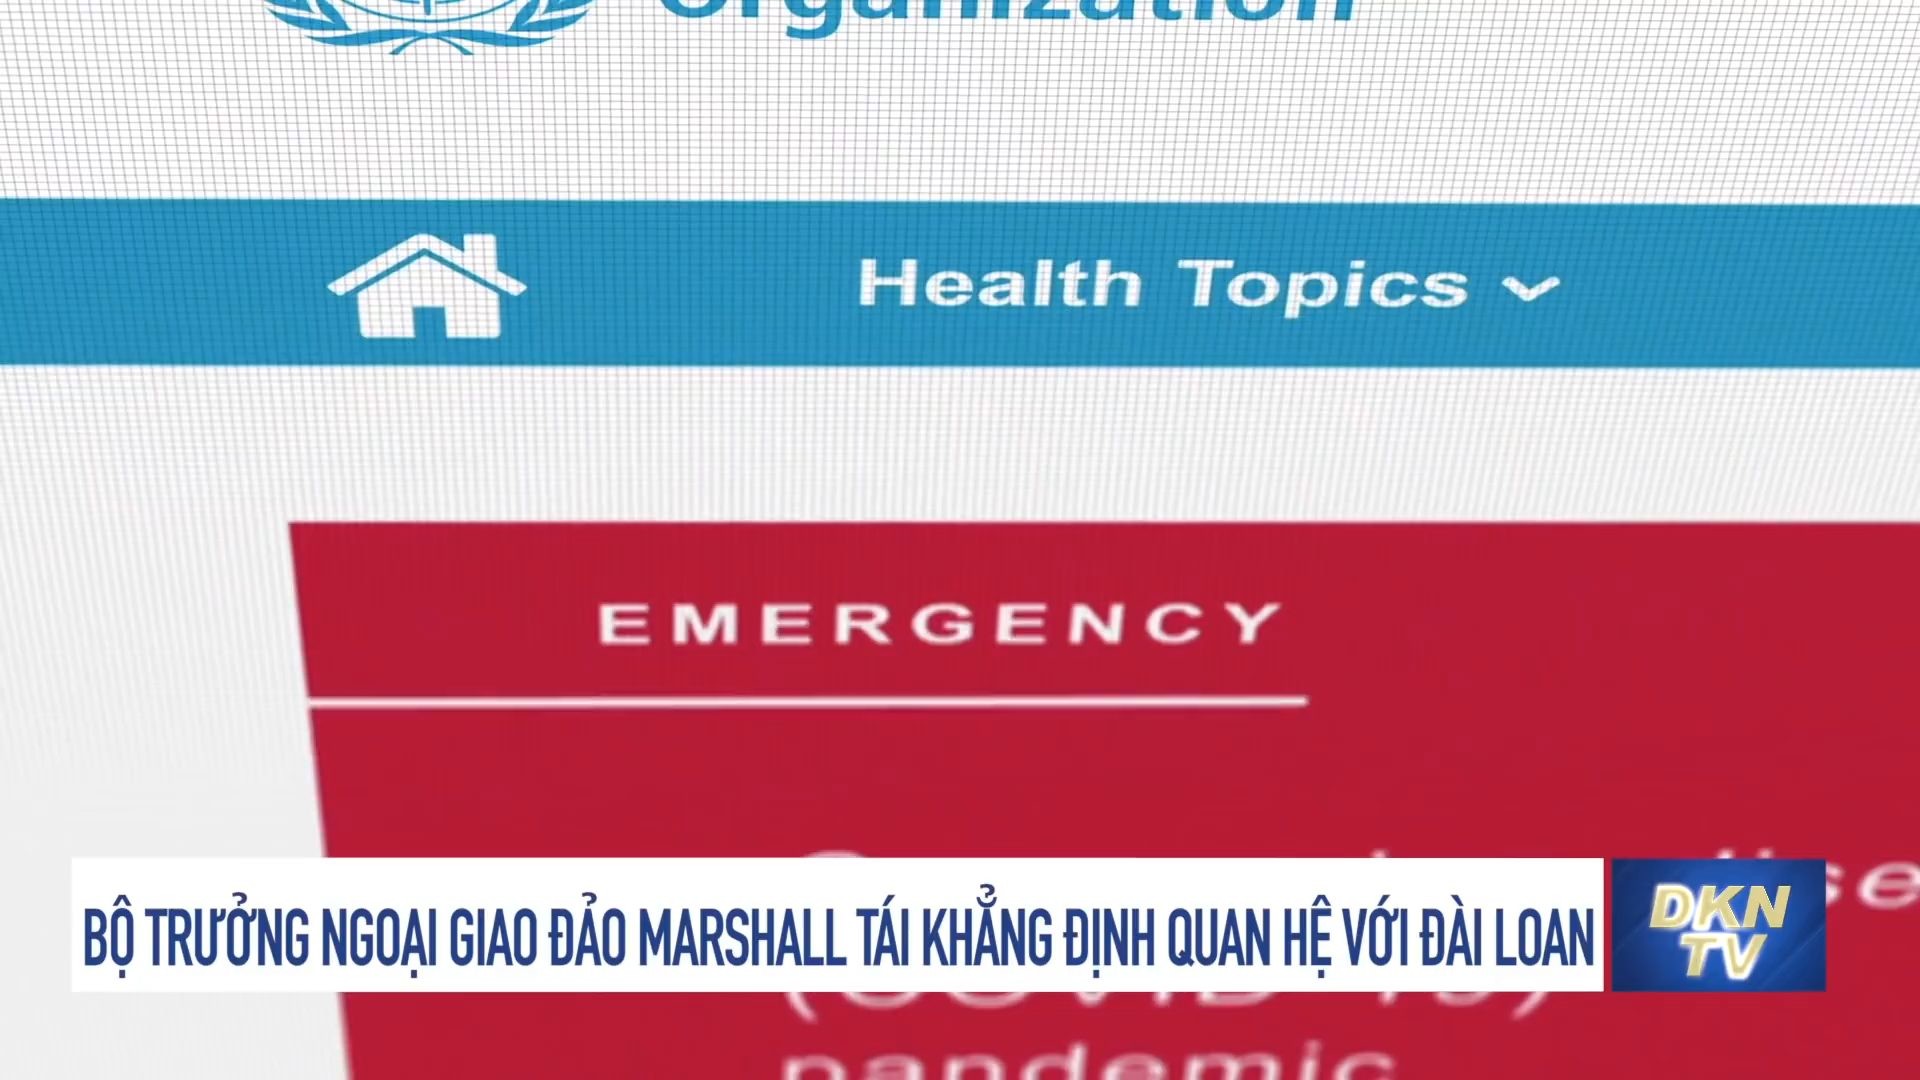 Organization
Health Topics
EMERGENCY
BỘ TRƯỞNG NGOẠI GIAO ĐẢO MARSHALL TÁI KHẲNG ĐỊNH QUAN HỆ VỚI ĐÀI LOAN
DKN
TV
pandemic